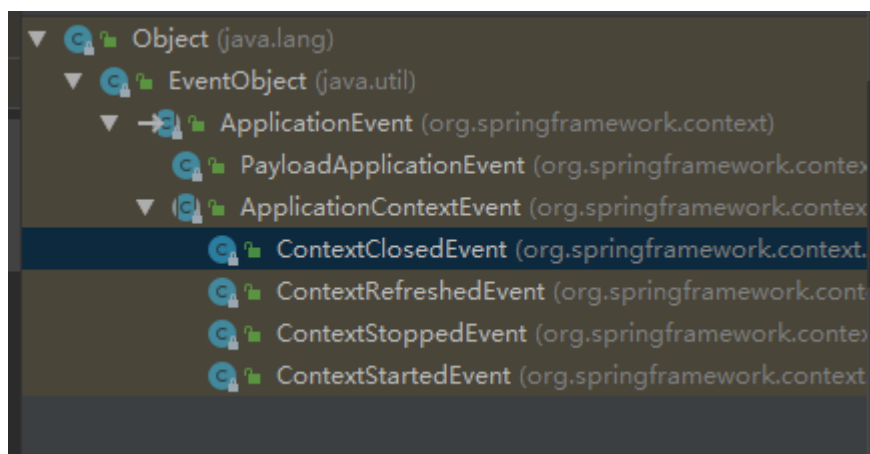 Object (java.lang)
EventObject (java.util)
ApplicationEvent (org.springframework.context)
PayloadApplicationEvent (org.springframework.contex
ApplicationContextEvent (org.springframework.contex
ContextClosedEvent (org.springframework.context.
ContextRefreshedEvent (org.springframework.cont
ContextStoppedEvent (org.springframework.contex
ContextStartedEvent (org.springframework.context